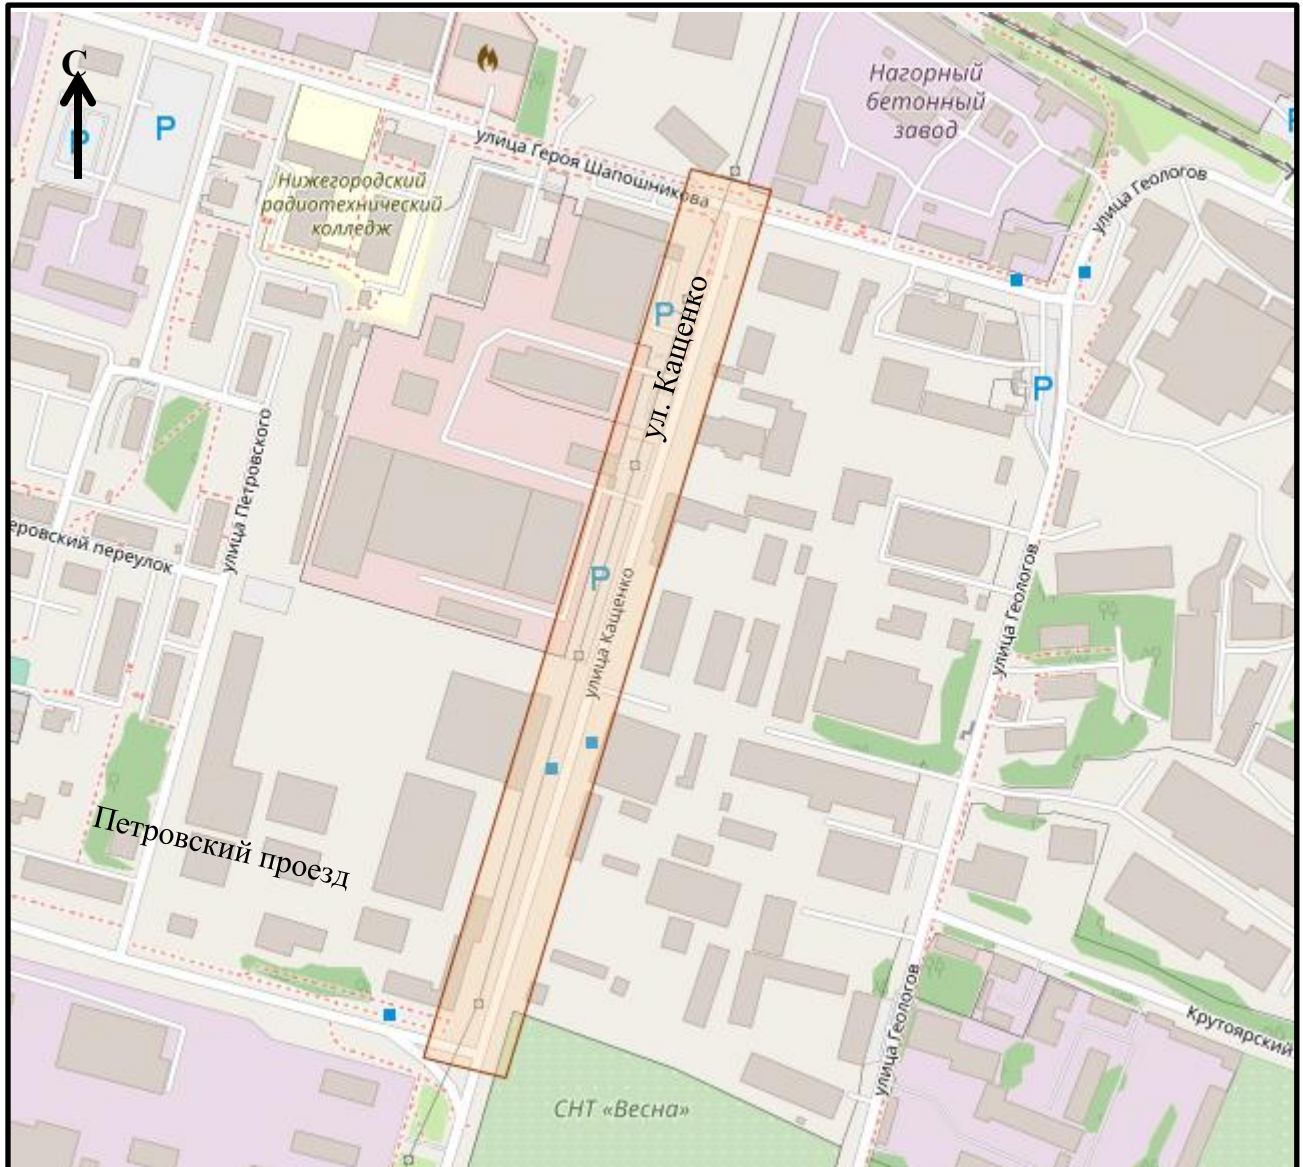 С
P
P
Нагорный
бетонный
завод
P
улица Героя Шапошникова
Нижегородский
радиотехнический
колледж
улица Геологов
P
ул. Кащенко
P
улица Петровского
еровский переулок
P
улица Кащенко
улица Геологов
Петровский проезд
улица Геологов
Крутоярский
СНТ «Весна»